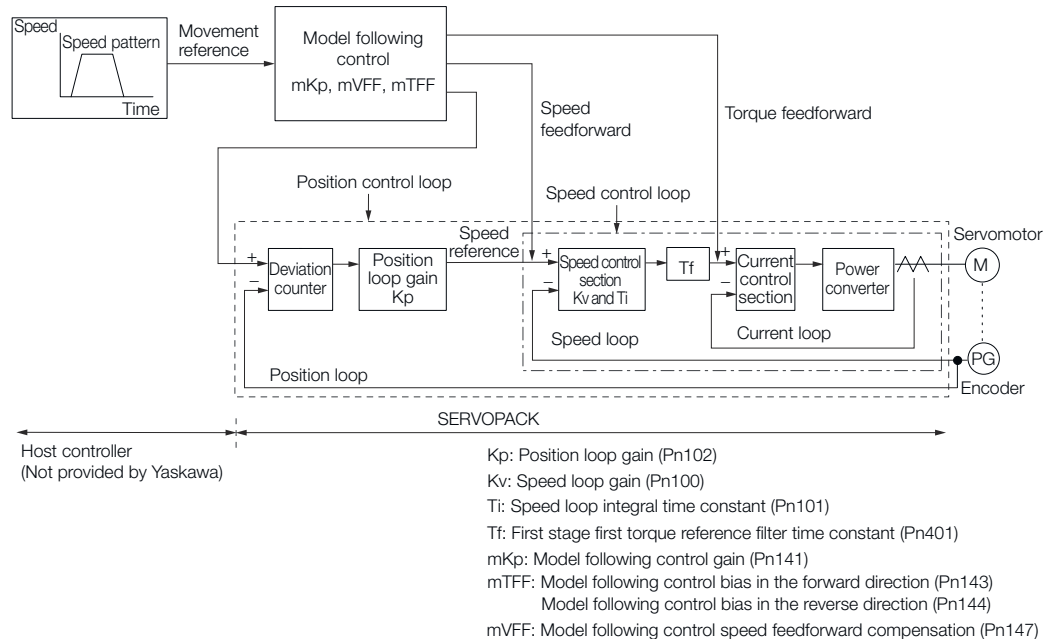 Speed
Speed pattern
Time
Movement
reference
Model following
control
mKp, mVFF, mTFF
Speed
feedforward
Torque feedforward
Position control loop
Speed control loop
Servomotor
+
−
Deviation
counter
Position
loop gain
Kp
Speed
reference
+
−
Speed control
section
Kv and Ti
Tf
+
−
Current
control
section
Power
converter
M
Current loop
Speed loop
Position loop
PG
Encoder
SERVOPACK
Host controller
(Not provided by Yaskawa)
Kp: Position loop gain (Pn102)
Kv: Speed loop gain (Pn100)
Ti: Speed loop integral time constant (Pn101)
Tf: First stage first torque reference filter time constant (Pn401)
mKp: Model following control gain (Pn141)
mTFF: Model following control bias in the forward direction (Pn143)
Model following control bias in the reverse direction (Pn144)
mVFF: Model following control speed feedforward compensation (Pn147)